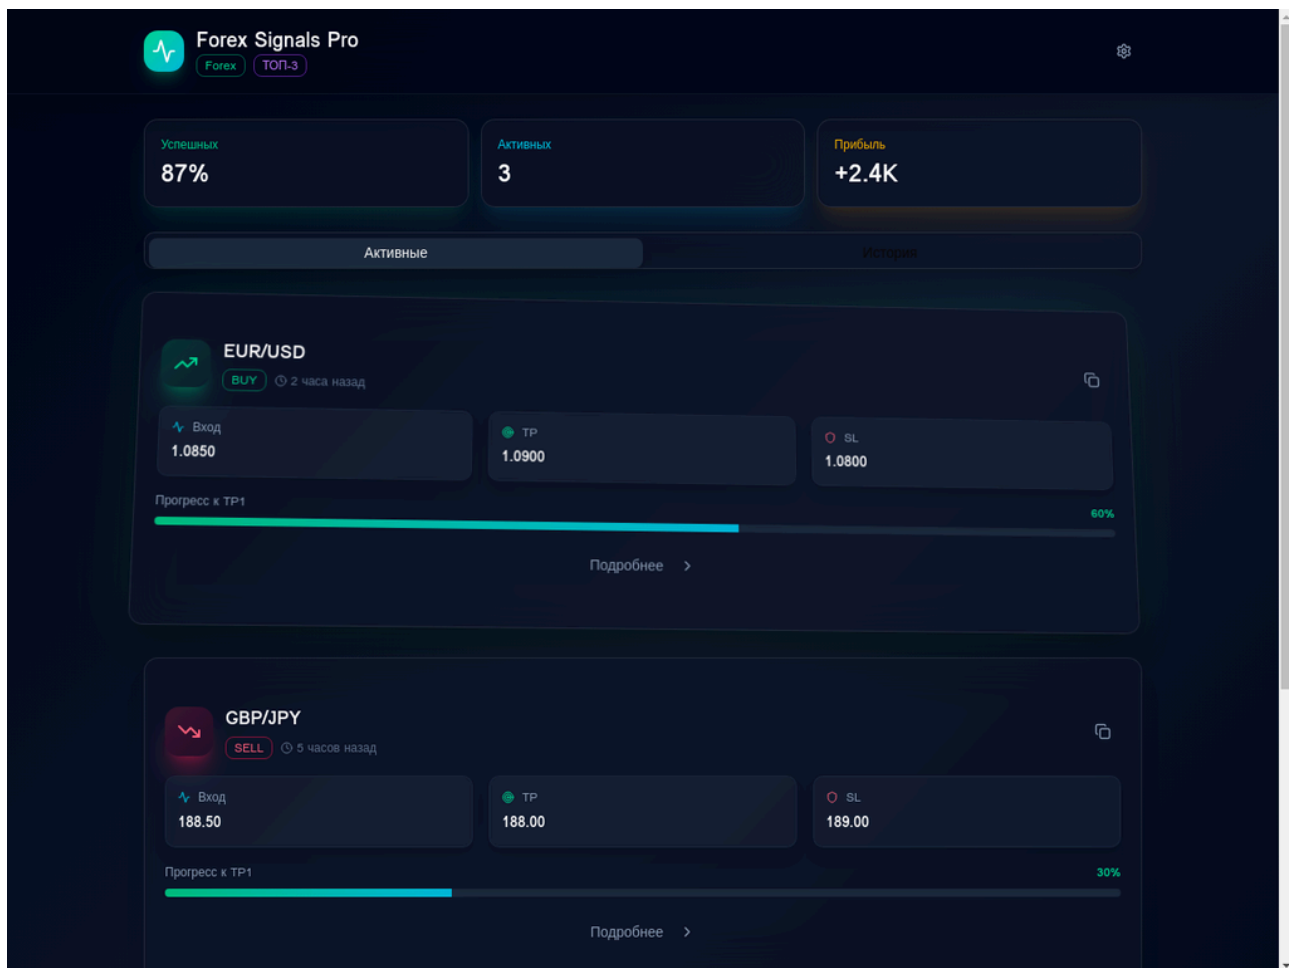 Forex Signals Pro
Forex ТОП-3
Успешных
87%
Активных
3
Прибыль
+2.4K
Активные
История
EUR/USD
BUY 2 часа назад
Вход
1.0850
TP
1.0900
SL
1.0800
Прогресс к TP1
60%
Подробнее
GBP/JPY
SELL 5 часов назад
Вход
188.50
TP
188.00
SL
189.00
Прогресс к TP1
30%
Подробнее